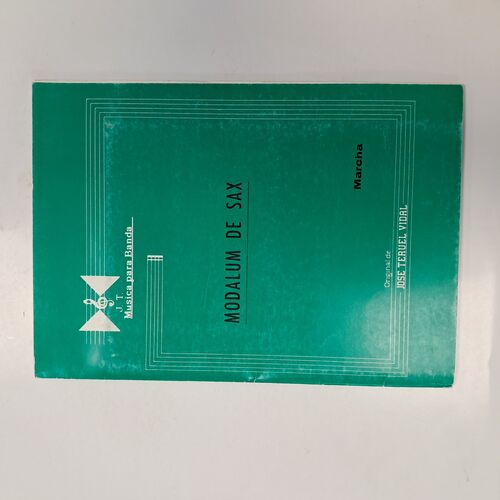 J. T.
Musica para Banda
MODALUM DE SAX
Marcha
Original de
JOSE TERUEL VIDAL